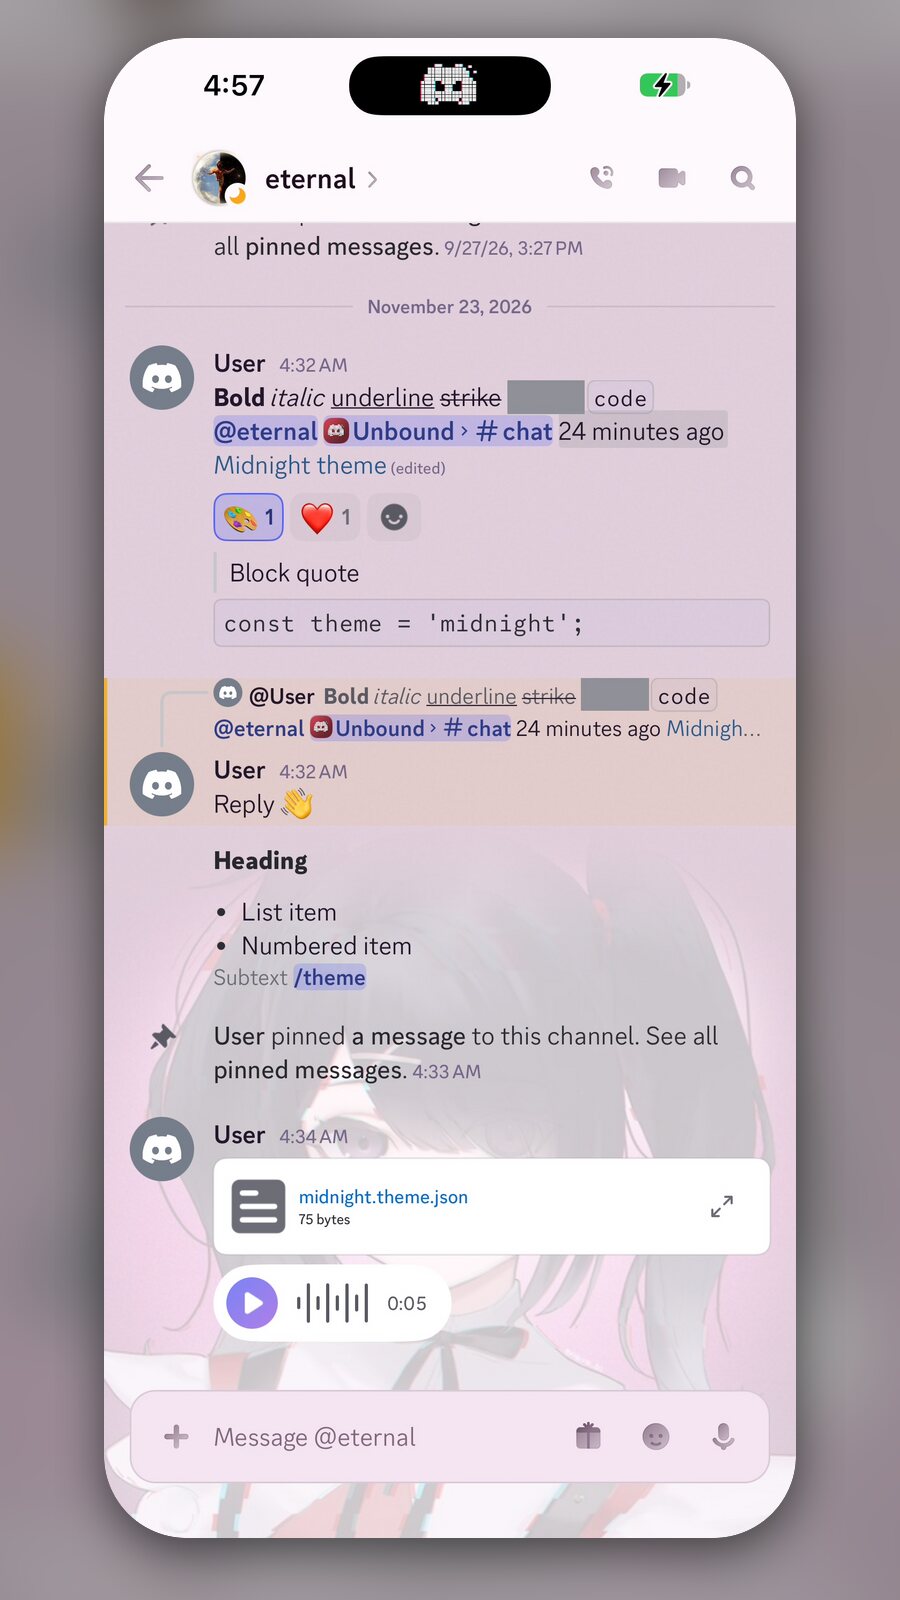 4:57
eternal
all pinned messages. 9/27/26, 3:27 PM
November 23, 2026
User 4:32 AM
Bold italic underline strike code
@eternal Unbound › # chat 24 minutes ago
Midnight theme (edited)
1 1
Block quote
const theme = 'midnight';
@User Bold italic underline strike code
@eternal Unbound › # chat 24 minutes ago Midnigh...
User 4:32 AM
Reply 👋
Heading
• List item
• Numbered item
Subtext /theme
User pinned a message to this channel. See all
pinned messages. 4:33 AM
User 4:34 AM
midnight.theme.json
75 bytes
0:05
Message @eternal